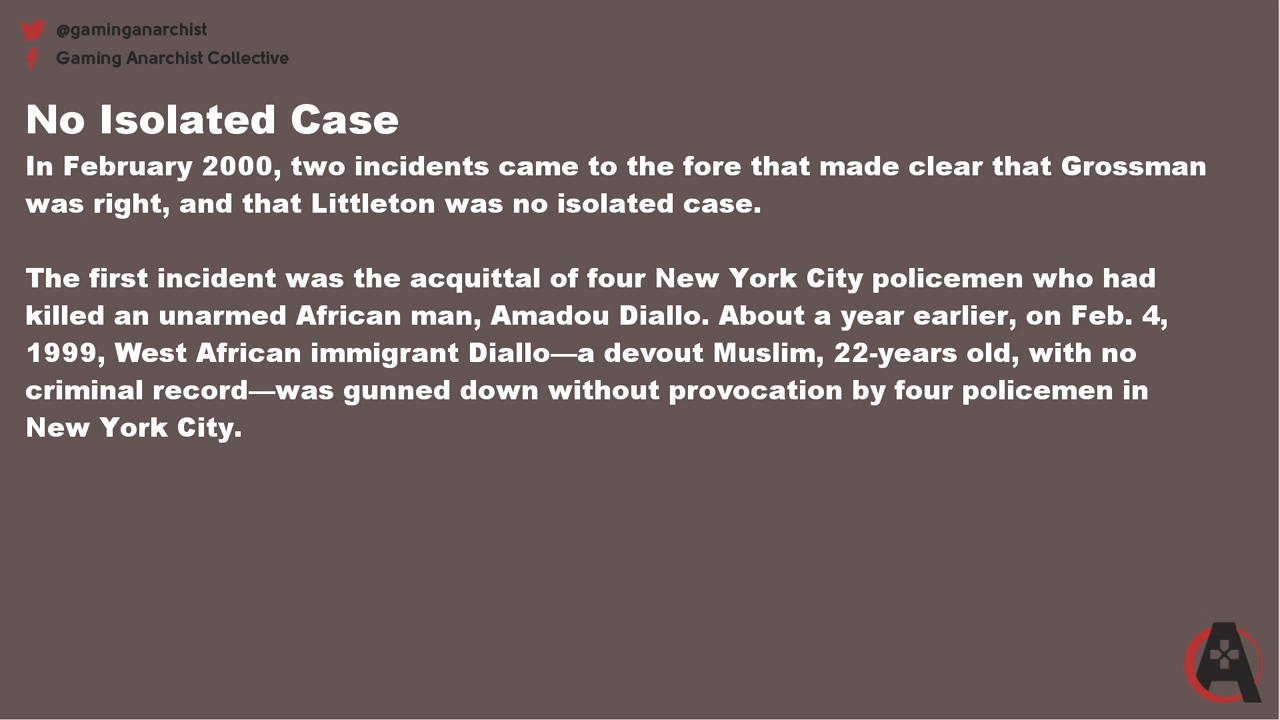 @gaminganarchist
Gaming Anarchist Collective
No Isolated Case
In February 2000, two incidents came to the fore that made clear that Grossman
was right, and that Littleton was no isolated case.
The first incident was the acquittal of four New York City policemen who had
killed an unarmed African man, Amadou Diallo. About a year earlier, on Feb. 4,
1999, West African immigrant Diallo—a devout Muslim, 22-years old, with no
criminal record—was gunned down without provocation by four policemen in
New York City.